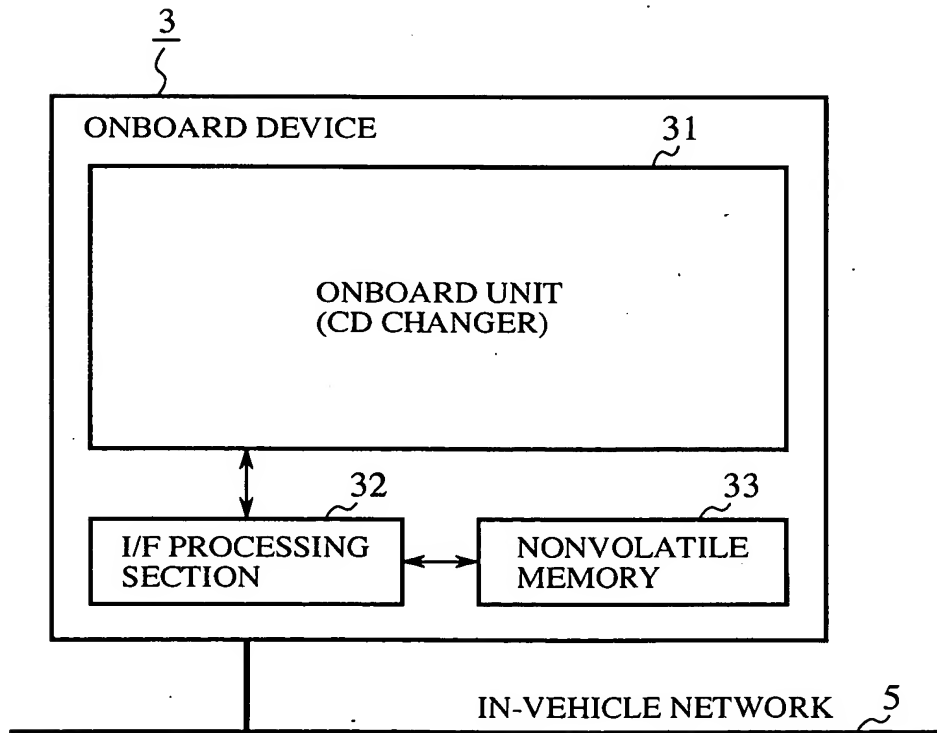 3
ONBOARD DEVICE
31
ONBOARD UNIT
(CD CHANGER)
32
33
I/F PROCESSING
SECTION
NONVOLATILE
MEMORY
IN-VEHICLE NETWORK
5